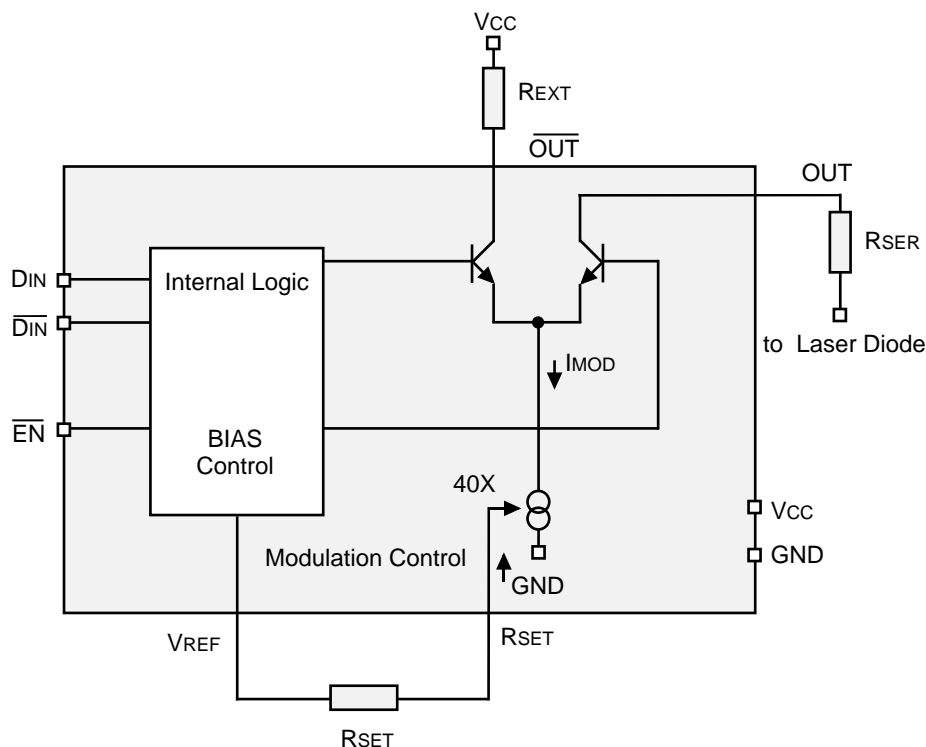 VCC
REXT
OUT
OUT
RSER
DIN
Internal Logic
DIN
to Laser Diode
IMOD
EN
BIAS
Control
40X
VCC
Modulation Control
GND
GND
VREF
RSET
RSET